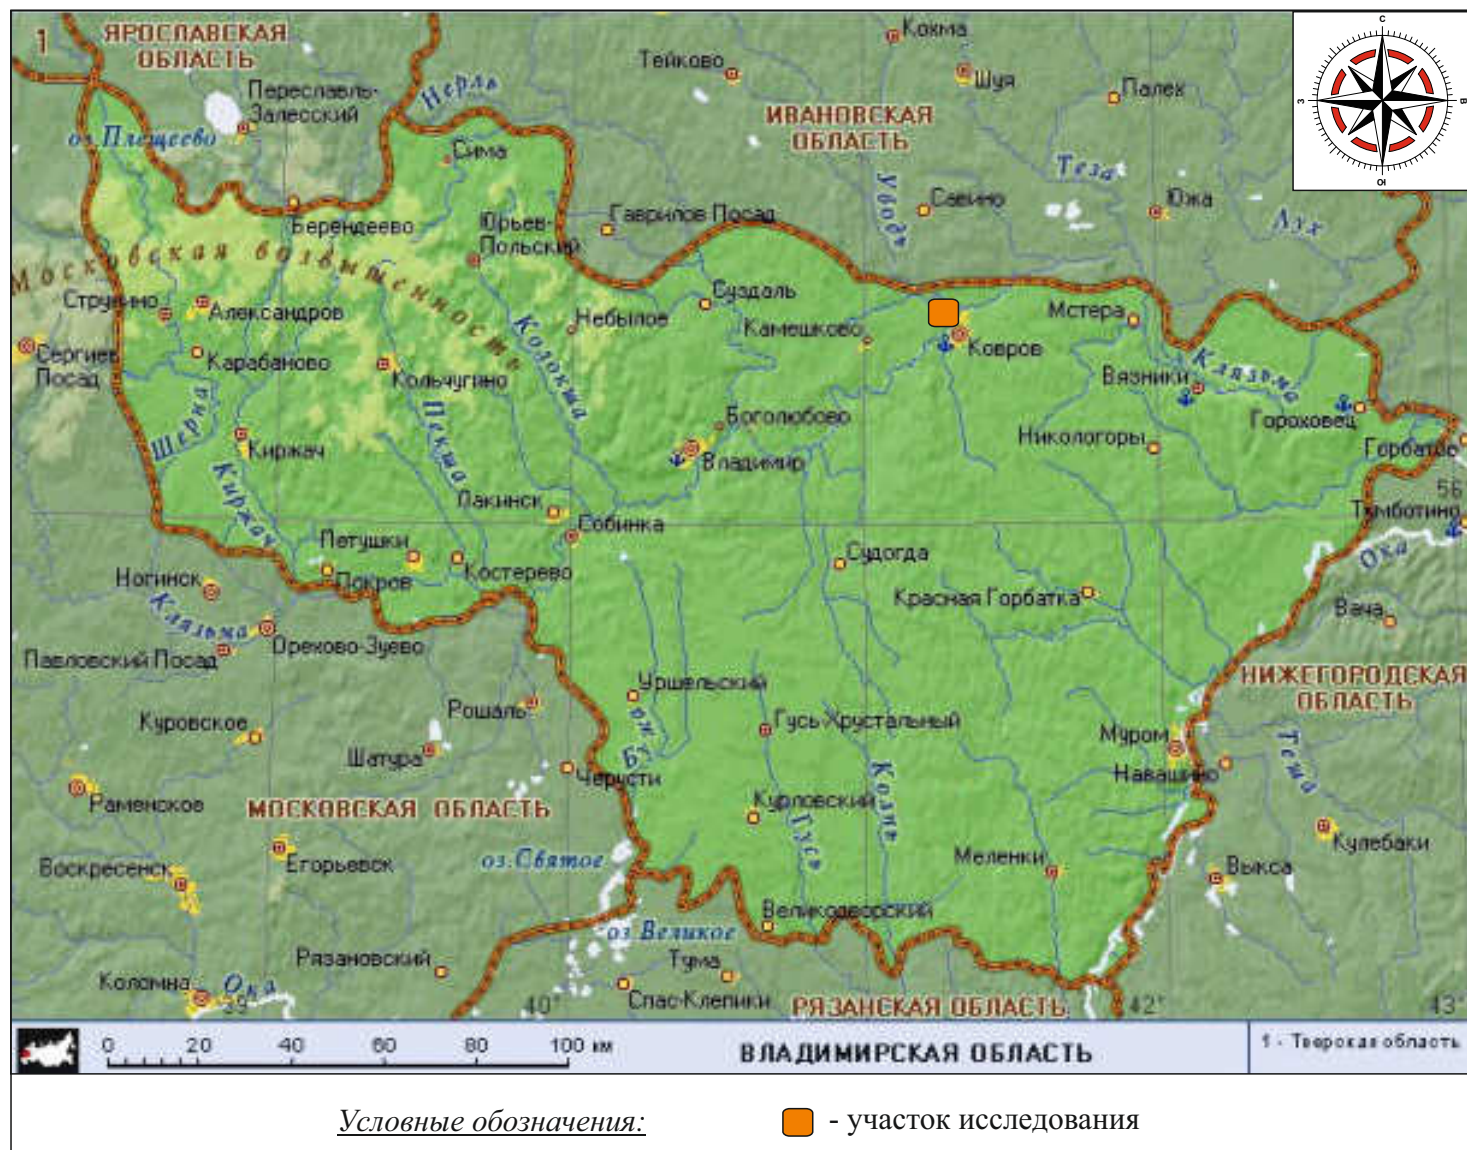 1
ЯРОСЛАВСКАЯ
ОБЛАСТЬ
Переславль-
Залесский
оз. Плещеево
Нерль
Тейково
Кохма
Шуя
Палех
ИВАНОВСКАЯ
ОБЛАСТЬ
С
З
В
Ю
Сима
Уводь
Теза
Савино
Южа
Лух
Берендеево
Юрьев-
Польский
Гаврилов Посад
Московская возвышенность
Струнино
Александров
Небылов
Суздаль
Камешково
Ковров
Мстера
Сергиев
Посад
Карабаново
Кольчугино
Колокша
Вязники
Клязьма
Гороховец
Шерна
Боголюбово
Никологоры
Горбатов
Киржач
Киржач
Пекша
Владимир
Лакинск
56°
Тумботино
Петушки
Собинка
Судогда
Ока
Ногинск
Покров
Костерево
Красная Горбатка
Вача
Клязьма
Орехово-Зуево
Павловский Посад
НИЖЕГОРОДСКАЯ
ОБЛАСТЬ
Уршельский
Рошаль
Куровское
Гусь-Хрустальный
Муром
Шатура
Бужа
Навашино
Теша
Черусти
Колпь
Раменское
МОСКОВСКАЯ ОБЛАСТЬ
Курловский
Гусь
Кулебаки
Егорьевск
оз. Святое
Меленки
Выкса
Воскресенск
Великодворский
оз. Великое
Рязановский
Тума
Коломна
Ока
Спас-Клепики
РЯЗАНСКАЯ ОБЛАСТЬ
39
40°
42°
43°
0 20 40 60 80 100 км
ВЛАДИМИРСКАЯ ОБЛАСТЬ
1 - Тверская область
Условные обозначения:
- участок исследования